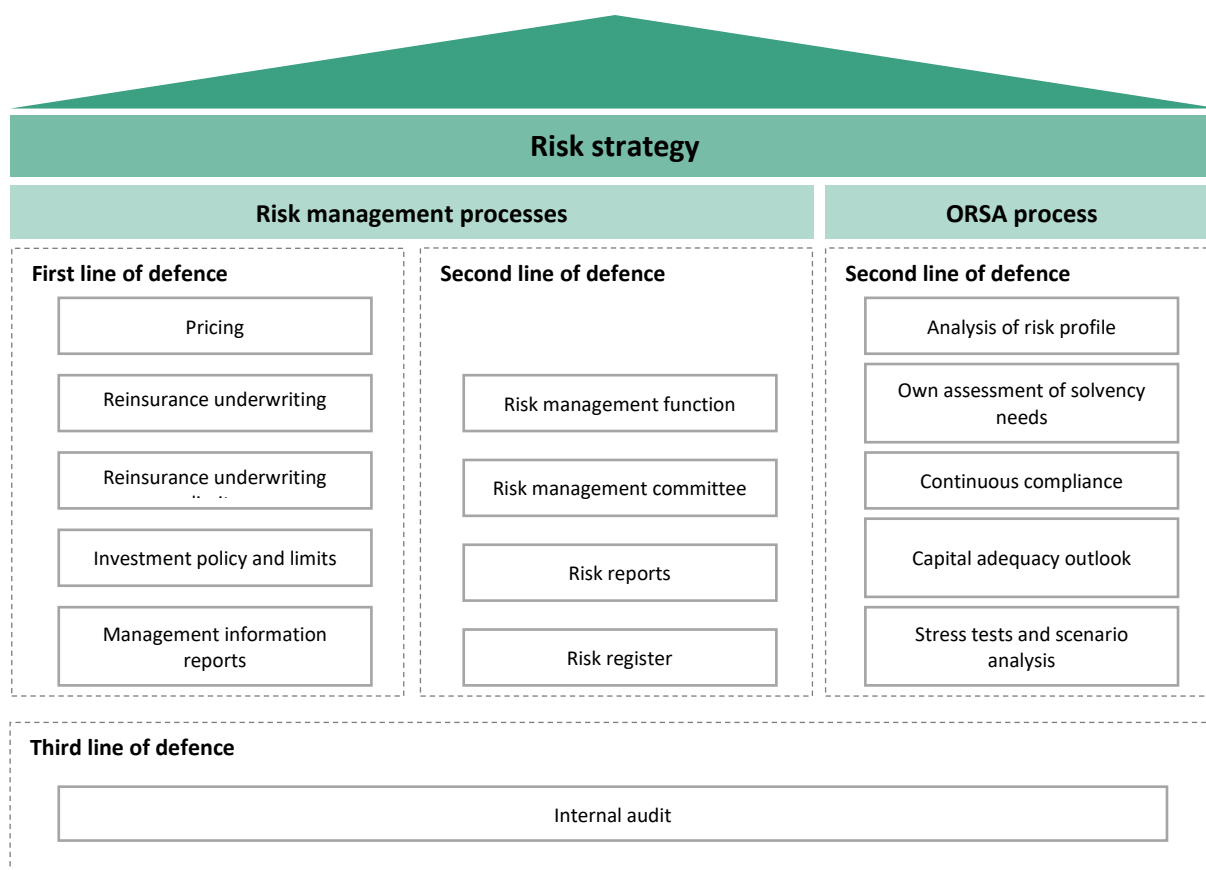 Risk strategy
Risk management processes
ORSA process
First line of defence
Pricing
Reinsurance underwriting
Reinsurance underwriting
Investment policy and limits
Management information
reports
Second line of defence
Risk management function
Risk management committee
Risk reports
Risk register
Second line of defence
Analysis of risk profile
Own assessment of solvency
needs
Continuous compliance
Capital adequacy outlook
Stress tests and scenario
analysis
Third line of defence
Internal audit